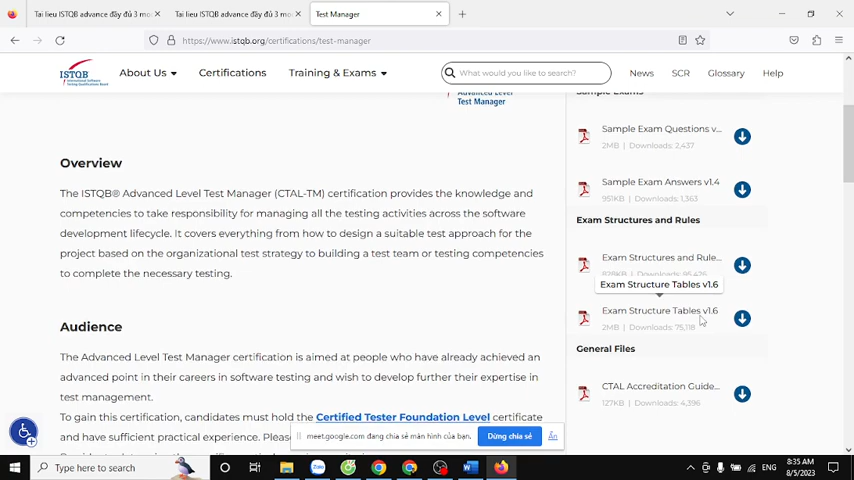 Tai lieu ISTQB advance đầy đủ 3 mo
Tai lieu ISTQB advance đầy đủ 3 mo
Test Manager
https://www.istqb.org/certifications/test-manager
ISTQB
About Us
Certifications
Training & Exams
What would you like to search?
News
SCR
Glossary
Help
Advanced Level
Test Manager
Overview
The ISTQB® Advanced Level Test Manager (CTAL-TM) certification provides the knowledge and
competencies to take responsibility for managing all the testing activities across the software
development lifecycle. It covers everything from how to design a suitable test approach for the
project based on the organizational test strategy to building a test team or testing competencies
to complete the necessary testing.
Audience
The Advanced Level Test Manager certification is aimed at people who have already achieved an
advanced point in their careers in software testing and wish to develop further their expertise in
test management.
To gain this certification, candidates must hold the Certified Tester Foundation Level certificate
and have sufficient practical experience.
Sample Exams
Sample Exam Questions v...
2MB | Downloads: 2,437
Sample Exam Answers v1.4
951KB | Downloads: 1,363
Exam Structures and Rules
Exam Structures and Rule...
828KB | Downloads: 95,476
Exam Structure Tables v1.6
Exam Structure Tables v1.6
2MB | Downloads: 75,118
General Files
CTAL Accreditation Guide...
127KB | Downloads: 4,396
meet.google.com đang chia sẻ màn hình của bạn.
Dừng chia sẻ
Ẩn
Type here to search
Zalo
ENG
8:35 AM
8/5/2023